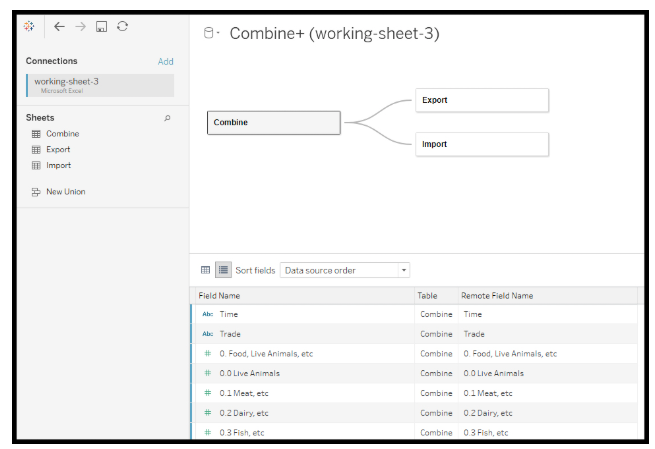 Combine+ (working-sheet-3)
Connections Add
working-sheet-3
Microsoft Excel
Sheets
Combine
Export
Import
New Union
Combine
Export
Import
Sort fields Data source order
Field Name Table Remote Field Name
Abc Time Combine Time
Abc Trade Combine Trade
# 0. Food, Live Animals, etc Combine 0. Food, Live Animals, etc
# 0.0 Live Animals Combine 0.0 Live Animals
# 0.1 Meat, etc Combine 0.1 Meat, etc
# 0.2 Dairy, etc Combine 0.2 Dairy, etc
# 0.3 Fish, etc Combine 0.3 Fish, etc